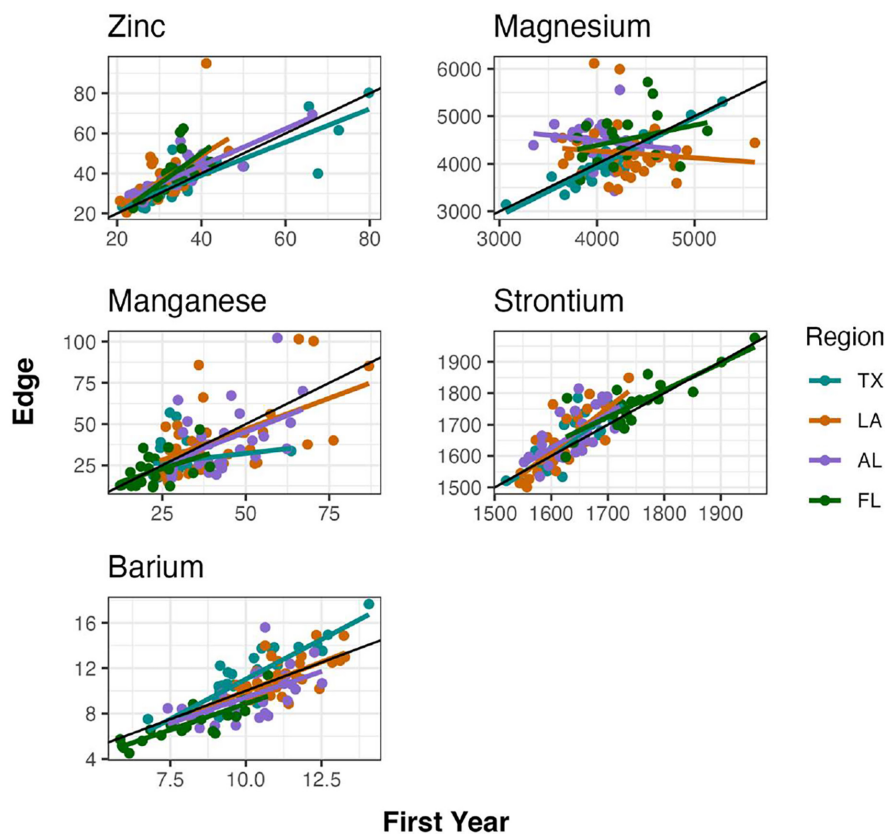 Zinc
80
60
40
20
20 40 60 80
Magnesium
6000
5000
4000
3000
3000 4000 5000
Manganese
100
75
50
25
25 50 75
Strontium
1900
1800
1700
1600
1500
1500 1600 1700 1800 1900
Barium
16
12
8
4
7.5 10.0 12.5
Edge
First Year
Region
TX
LA
AL
FL